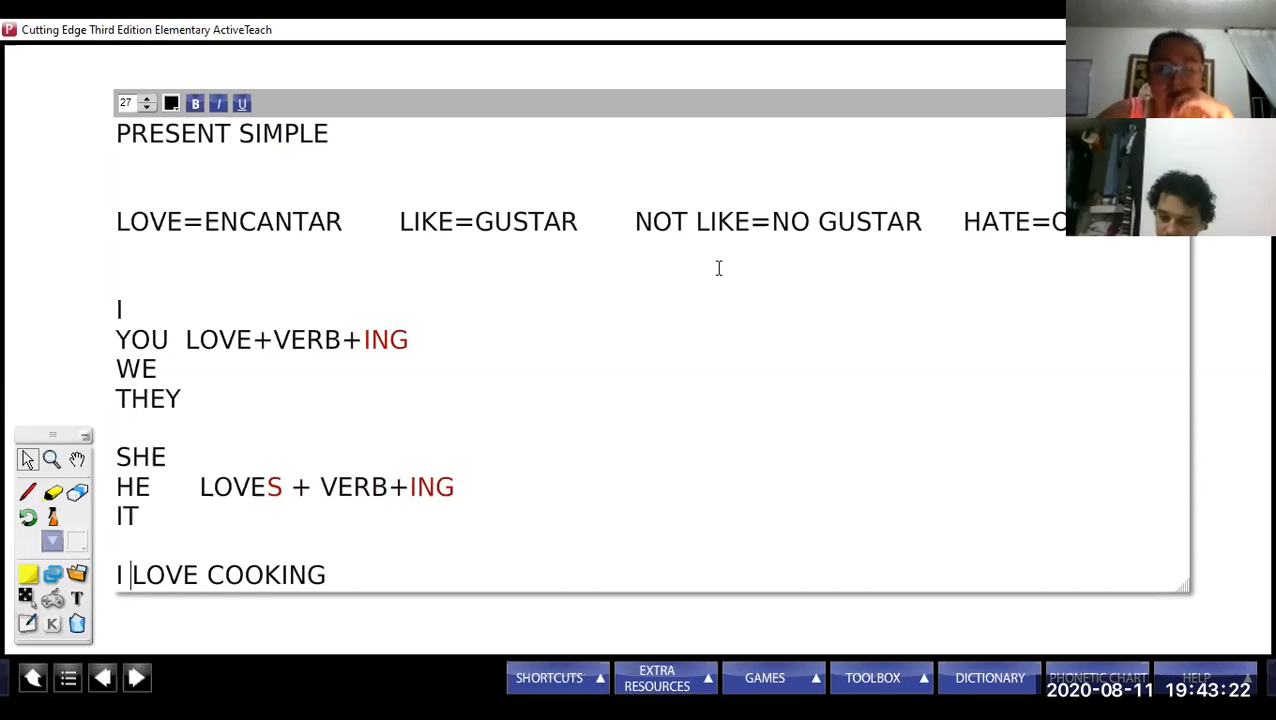 Cutting Edge Third Edition Elementary ActiveTeach
27 B I U
PRESENT SIMPLE
LOVE=ENCANTAR LIKE=GUSTAR NOT LIKE=NO GUSTAR HATE=
I
YOU LOVE+VERB+ING
WE
THEY
SHE
HE LOVES + VERB+ING
IT
I LOVE COOKING
T
K
SHORTCUTS EXTRA RESOURCES GAMES TOOLBOX DICTIONARY PHONETIC CHART HELP
2020-08-11 19:43:22